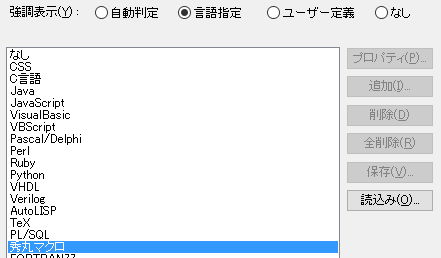 強調表示(Y): 自動判定 言語指定 ユーザー定義 なし
なし
CSS
C言語
Java
JavaScript
VisualBasic
VBScript
Pascal/Delphi
Perl
Ruby
Python
VHDL
Verilog
AutoLISP
TeX
PL/SQL
秀丸マクロ
FORTRAN77
プロパティ(P)...
追加(I)...
削除(D)
全削除(R)
保存(V)...
読込み(O)...